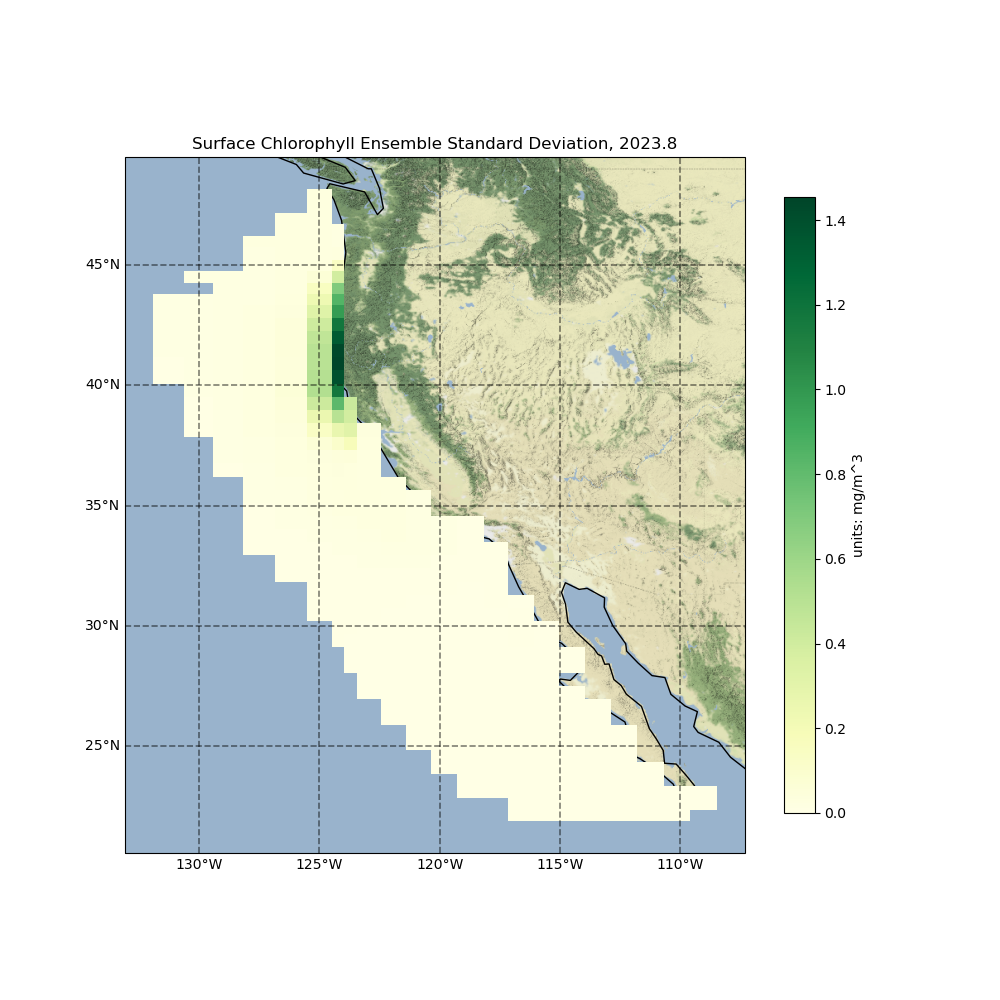 Surface Chlorophyll Ensemble Standard Deviation, 2023.8
45°N
40°N
35°N
30°N
25°N
130°W
125°W
120°W
115°W
110°W
1.4
1.2
1.0
0.8
0.6
0.4
0.2
0.0
units: mg/m^3